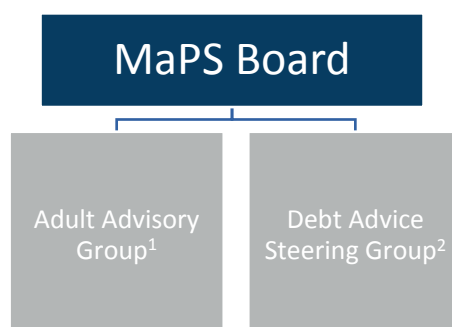 MaPS Board
Adult Advisory
Group¹
Debt Advice
Steering Group²